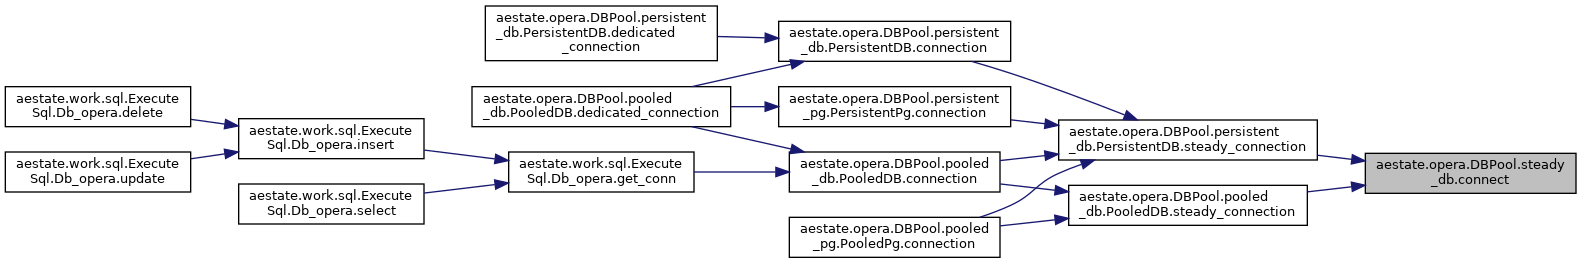 aestate.opera.DBPool.persistent
_db.PersistentDB.dedicated
_connection
aestate.opera.DBPool.persistent
_db.PersistentDB.connection
aestate.work.sql.Execute
Sql.Db_opera.delete
aestate.opera.DBPool.pooled
_db.PooledDB.dedicated_connection
aestate.opera.DBPool.persistent
_pg.PersistentPg.connection
aestate.work.sql.Execute
Sql.Db_opera.insert
aestate.opera.DBPool.persistent
_db.PersistentDB.steady_connection
aestate.work.sql.Execute
Sql.Db_opera.update
aestate.work.sql.Execute
Sql.Db_opera.get_conn
aestate.opera.DBPool.pooled
_db.PooledDB.connection
aestate.opera.DBPool.steady
_db.connect
aestate.work.sql.Execute
Sql.Db_opera.select
aestate.opera.DBPool.pooled
_db.PooledDB.steady_connection
aestate.opera.DBPool.pooled
_pg.PooledPg.connection